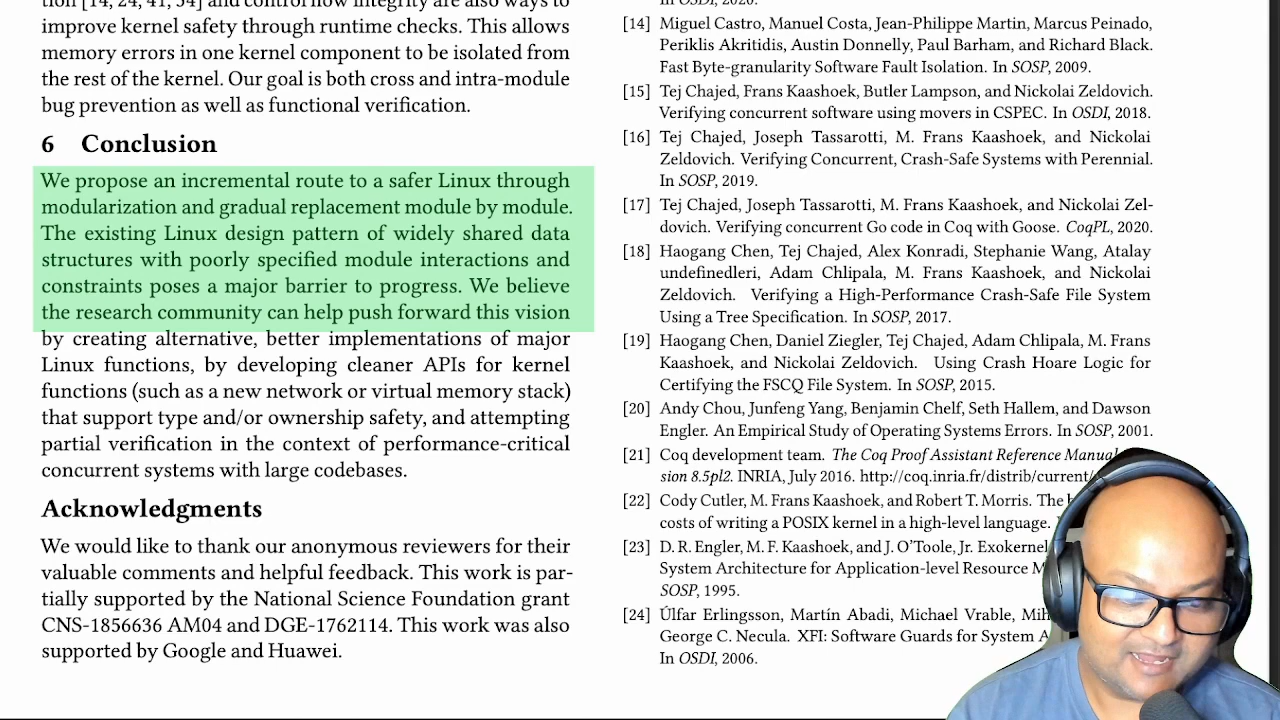 tion [14, 24, 41, 54] and control flow integrity are also ways to
improve kernel safety through runtime checks. This allows
memory errors in one kernel component to be isolated from
the rest of the kernel. Our goal is both cross and intra-module
bug prevention as well as functional verification.
6 Conclusion
We propose an incremental route to a safer Linux through
modularization and gradual replacement module by module.
The existing Linux design pattern of widely shared data
structures with poorly specified module interactions and
constraints poses a major barrier to progress. We believe
the research community can help push forward this vision
by creating alternative, better implementations of major
Linux functions, by developing cleaner APIs for kernel
functions (such as a new network or virtual memory stack)
that support type and/or ownership safety, and attempting
partial verification in the context of performance-critical
concurrent systems with large codebases.
Acknowledgments
We would like to thank our anonymous reviewers for their
valuable comments and helpful feedback. This work is par-
tially supported by the National Science Foundation grant
CNS-1856636 AM04 and DGE-1762114. This work was also
supported by Google and Huawei.
In OSDI, 2020.
[14] Miguel Castro, Manuel Costa, Jean-Philippe Martin, Marcus Peinado,
Periklis Akritidis, Austin Donnelly, Paul Barham, and Richard Black.
Fast Byte-granularity Software Fault Isolation. In SOSP, 2009.
[15] Tej Chajed, Frans Kaashoek, Butler Lampson, and Nickolai Zeldovich.
Verifying concurrent software using movers in CSPEC. In OSDI, 2018.
[16] Tej Chajed, Joseph Tassarotti, M. Frans Kaashoek, and Nickolai
Zeldovich. Verifying Concurrent, Crash-Safe Systems with Perennial.
In SOSP, 2019.
[17] Tej Chajed, Joseph Tassarotti, M. Frans Kaashoek, and Nickolai Zel-
dovich. Verifying concurrent Go code in Coq with Goose. CoqPL, 2020.
[18] Haogang Chen, Tej Chajed, Alex Konradi, Stephanie Wang, Atalay
undefinedleri, Adam Chlipala, M. Frans Kaashoek, and Nickolai
Zeldovich. Verifying a High-Performance Crash-Safe File System
Using a Tree Specification. In SOSP, 2017.
[19] Haogang Chen, Daniel Ziegler, Tej Chajed, Adam Chlipala, M. Frans
Kaashoek, and Nickolai Zeldovich. Using Crash Hoare Logic for
Certifying the FSCQ File System. In SOSP, 2015.
[20] Andy Chou, Junfeng Yang, Benjamin Chelf, Seth Hallem, and Dawson
Engler. An Empirical Study of Operating Systems Errors. In SOSP, 2001.
[21] Coq development team. The Coq Proof Assistant Reference Manual
sion 8.5pl2. INRIA, July 2016. http://coq.inria.fr/distrib/current/
[22] Cody Cutler, M. Frans Kaashoek, and Robert T. Morris. The
costs of writing a POSIX kernel in a high-level language.
[23] D. R. Engler, M. F. Kaashoek, and J. O'Toole, Jr. Exokernel
System Architecture for Application-level Resource
SOSP, 1995.
[24] Úlfar Erlingsson, Martín Abadi, Michael Vrable,
George C. Necula. XFI: Software Guards for System
In OSDI, 2006.